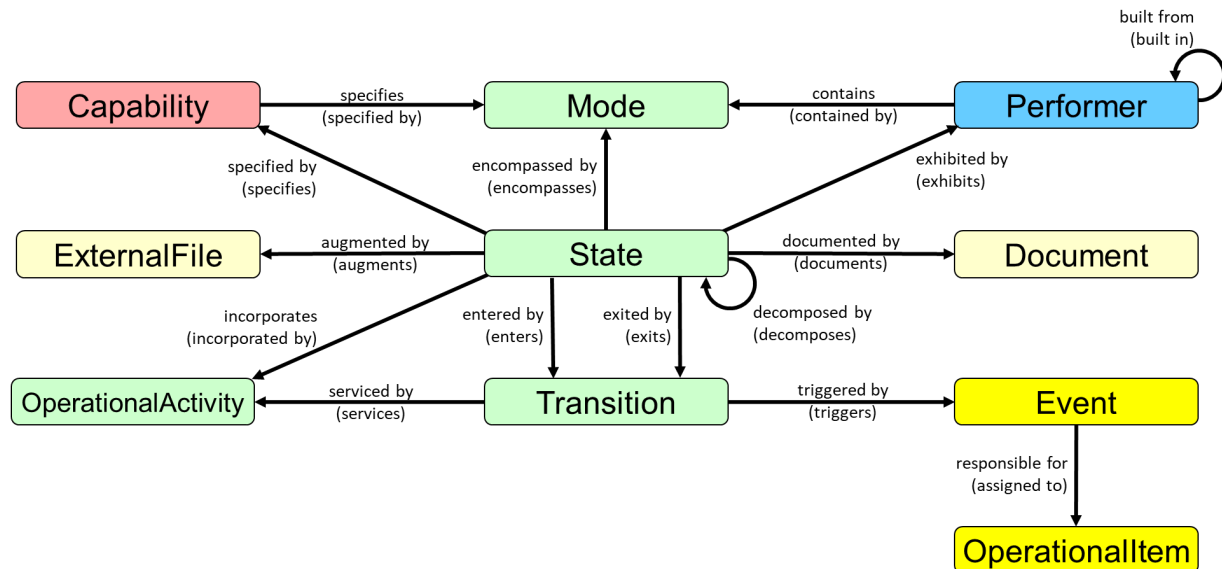 built from
(built in)
Capability
specifies
(specified by)
Mode
contains
(contained by)
Performer
specified by
(specifies)
encompassed by
(encompasses)
exhibited by
(exhibits)
ExternalFile
augmented by
(augments)
State
documented by
(documents)
Document
incorporates
(incorporated by)
entered by
(enters)
exited by
(exits)
decomposed by
(decomposes)
OperationalActivity
serviced by
(services)
Transition
triggered by
(triggers)
Event
responsible for
(assigned to)
OperationalItem